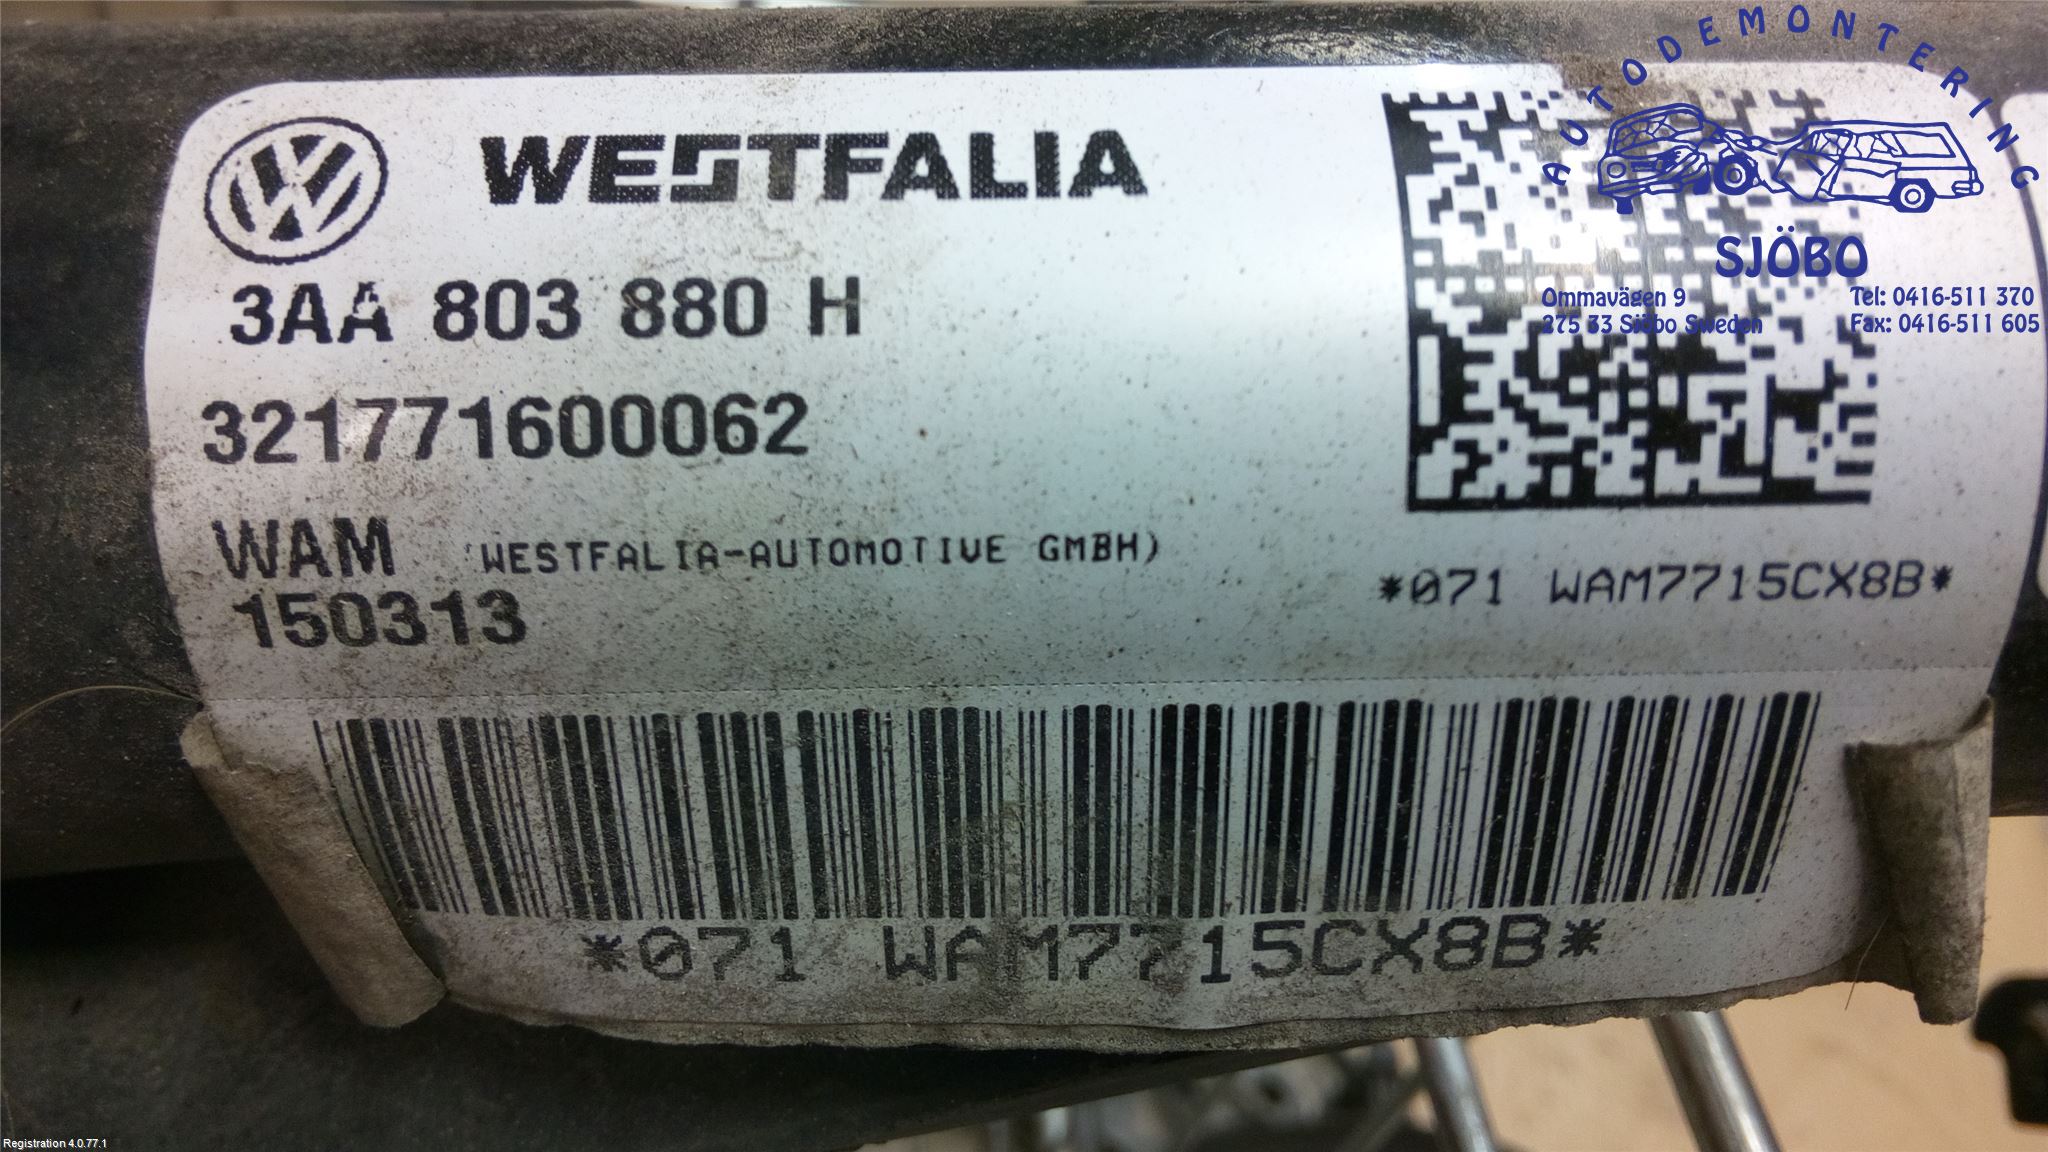 AUTODEMONTERING
WESTFALIA
SJÖBO
3AA 803 880 H
Ommavägen 9
275 33 Sjöbo Sweden
Tel: 0416-511 370
Fax: 0416-511 605
321771600062
WAM (WESTFALIA-AUTOMOTIVE GMBH)
150313
*071 WAM7715CX8B*
*071 WAM7715CX8B*
Registration 4.0.77.1